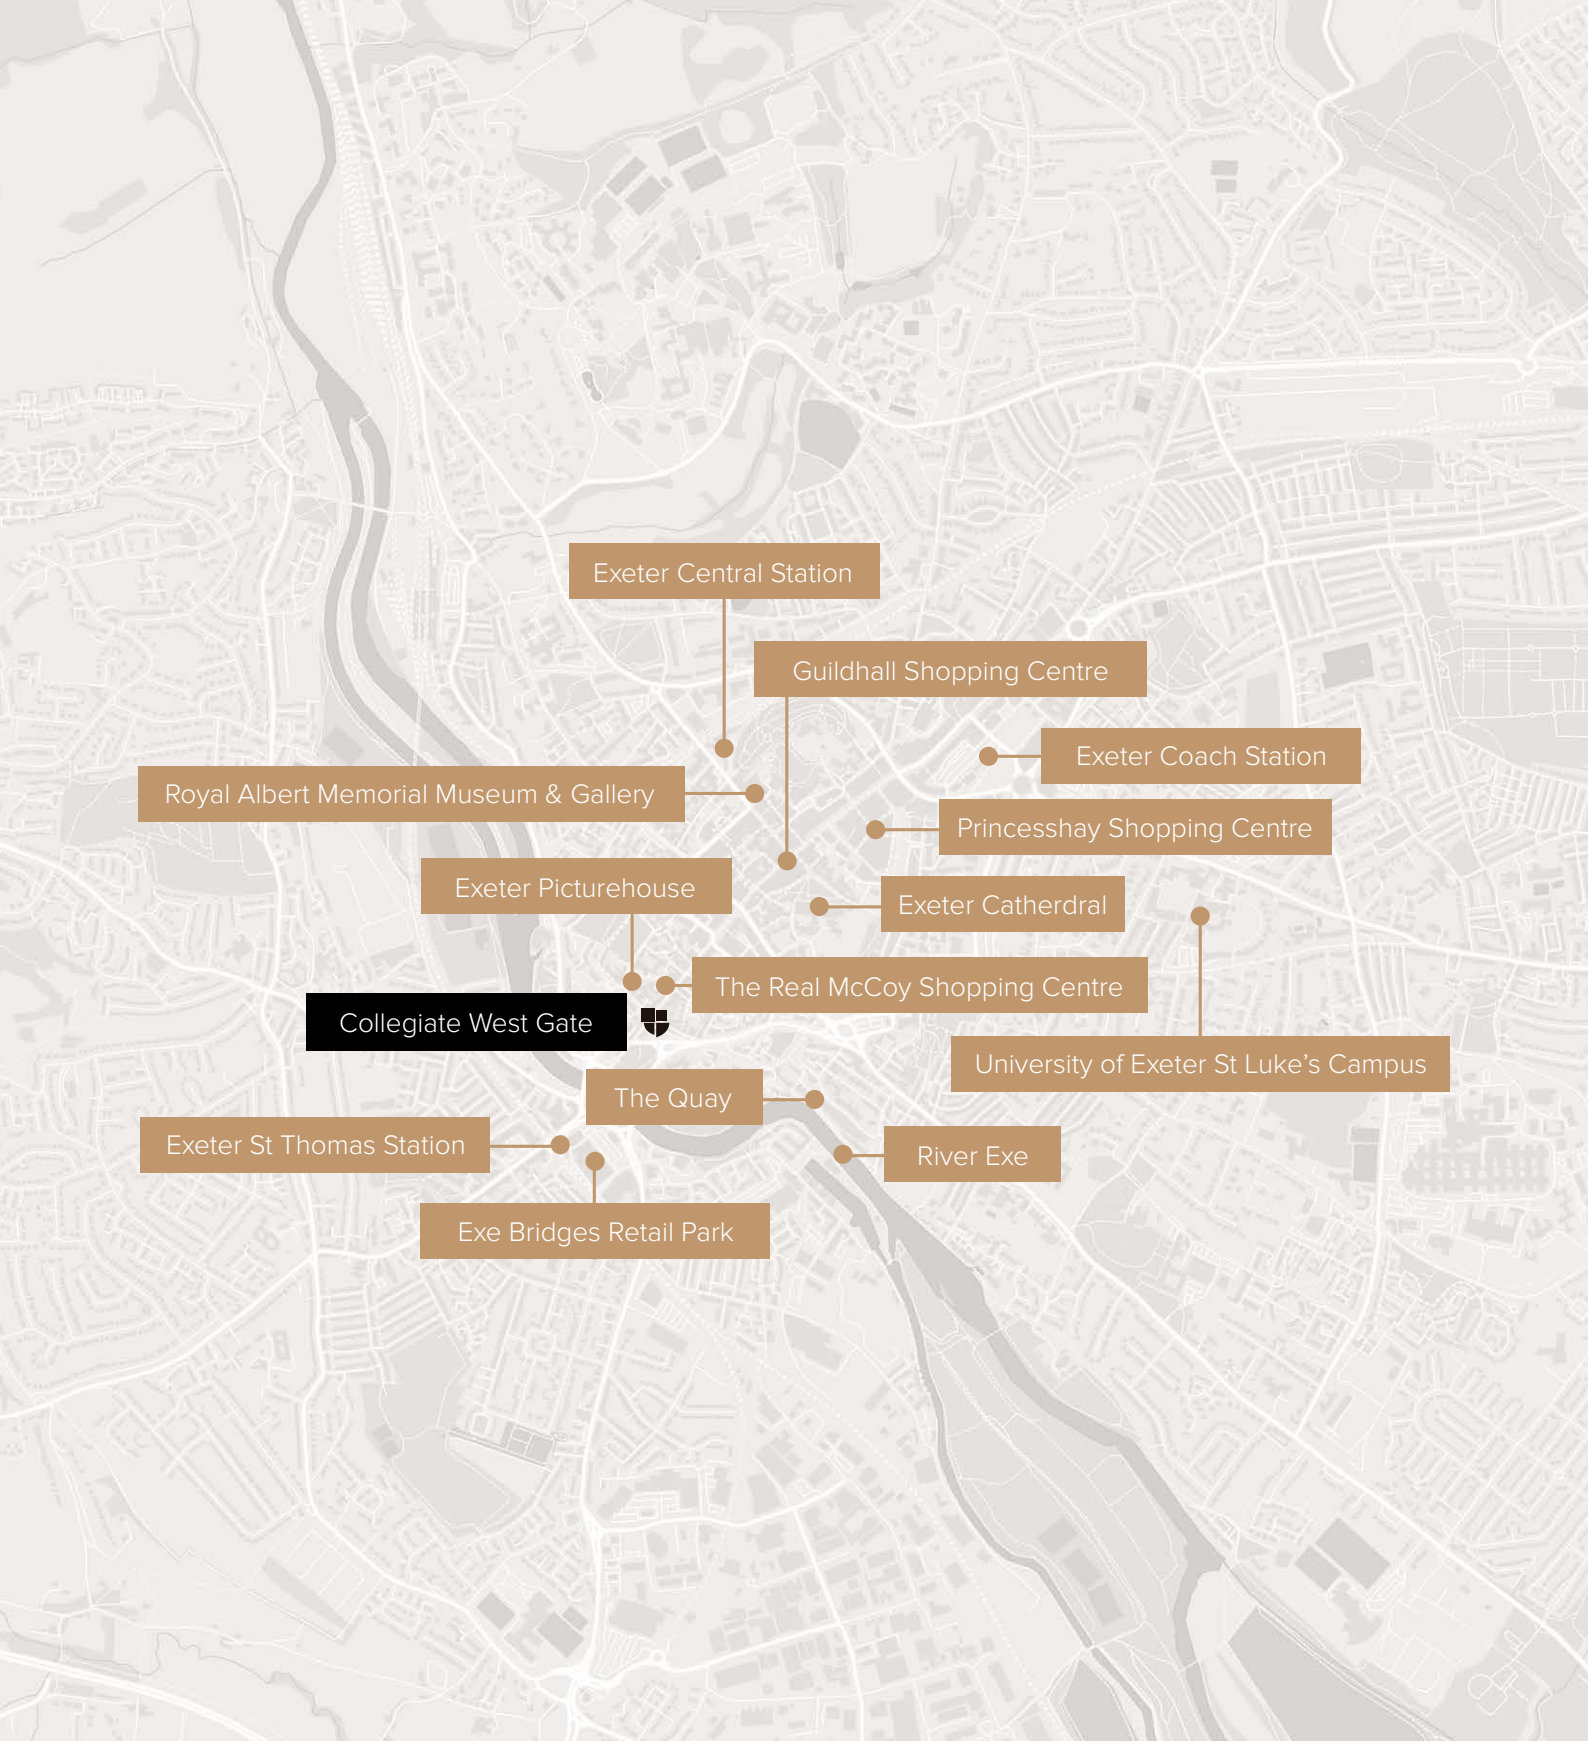 Exeter Central Station
Guildhall Shopping Centre
Exeter Coach Station
Royal Albert Memorial Museum & Gallery
Princesshay Shopping Centre
Exeter Picturehouse
Exeter Catherdral
The Real McCoy Shopping Centre
Collegiate West Gate
University of Exeter St Luke’s Campus
The Quay
Exeter St Thomas Station
River Exe
Exe Bridges Retail Park